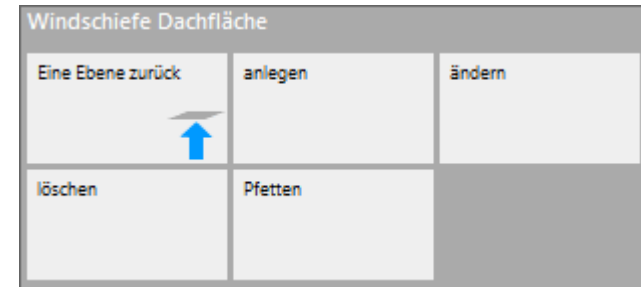 Windschiefe Dachfläche
Eine Ebene zurück
anlegen
ändern
löschen
Pfetten